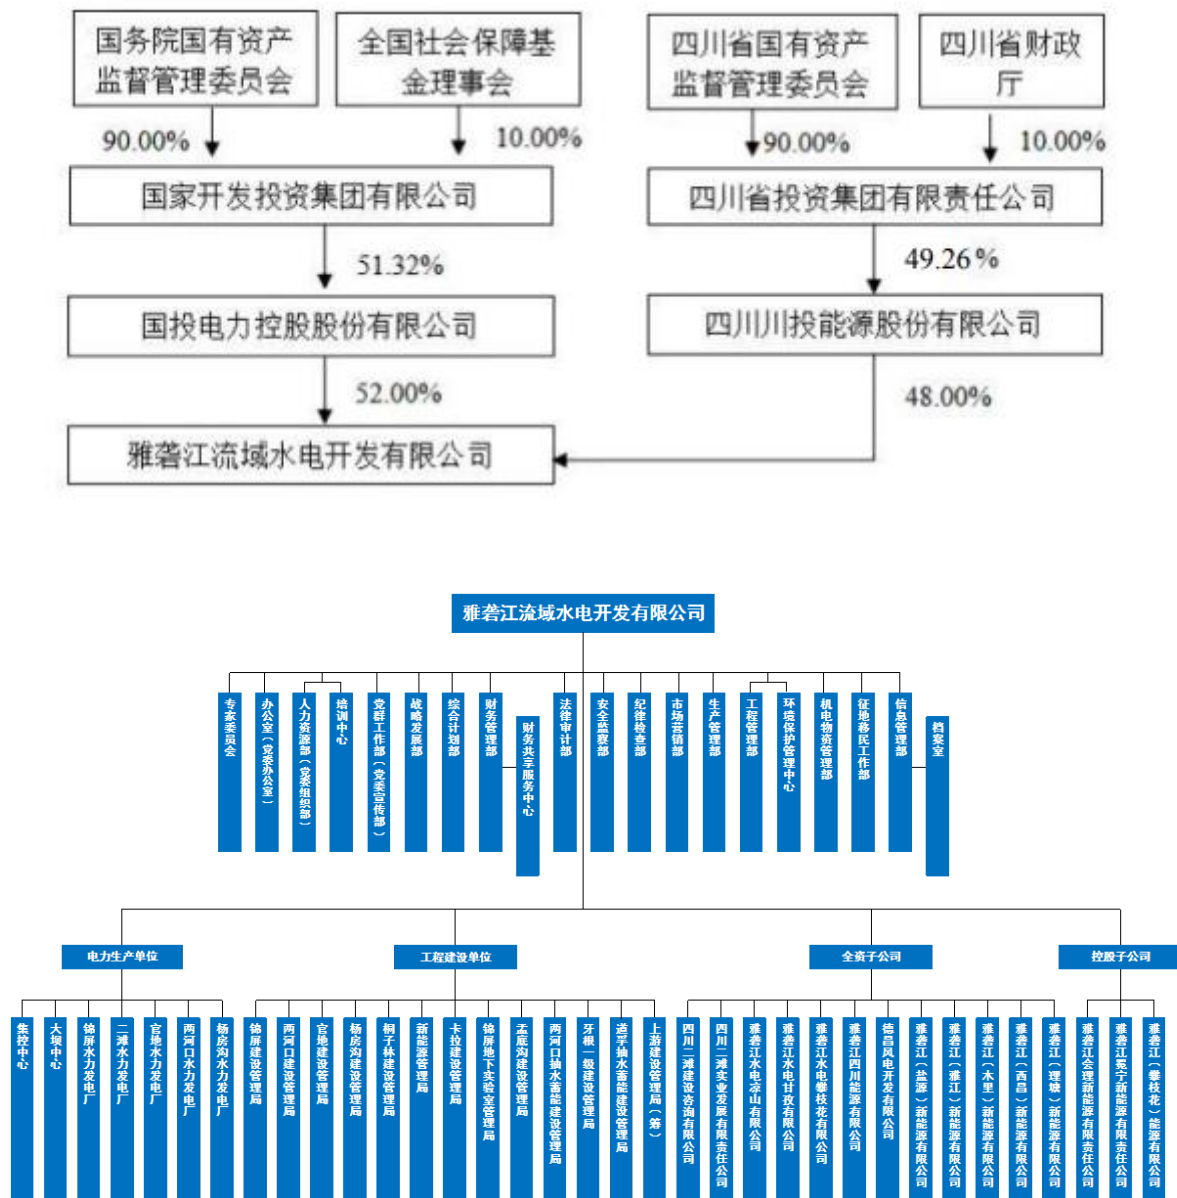 国务院国有资产
监督管理委员会
全国社会保障基
金理事会
四川省国有资产
监督管理委员会
四川省财政
厅
90.00%
10.00%
90.00%
10.00%
国家开发投资集团有限公司
四川省投资集团有限责任公司
51.32%
49.26%
国投电力控股股份有限公司
四川川投能源股份有限公司
52.00%
48.00%
雅砻江流域水电开发有限公司
雅砻江流域水电开发有限公司
专家委员会
办公室（党委办公室）
人力资源部（党委组织部）
培训中心
党群工作部（党委宣传部）
战略发展部
综合计划部
财务管理部
财务共享服务中心
法律审计部
安全监察部
纪律检查部
市场营销部
生产管理部
工程管理部
环境保护管理中心
机电物资管理部
征地移民工作部
信息管理部
档案室
电力生产单位
工程建设单位
全资子公司
控股子公司
集控中心
大坝中心
锦屏水力发电厂
二滩水力发电厂
官地水力发电厂
两河口水力发电厂
杨房沟水力发电厂
锦屏建设管理局
两河口建设管理局
官地建设管理局
杨房沟建设管理局
桐子林建设管理局
新能源管理局
卡拉建设管理局
锦屏地下实验室管理局
孟底沟建设管理局
两河口抽水蓄能建设管理局
牙根一级建设管理局
道孚抽水蓄能建设管理局
上游建设管理局（筹）
四川二滩建设咨询有限公司
四川二滩实业发展有限责任公司
雅砻江水电凉山有限公司
雅砻江水电甘孜有限公司
雅砻江水电攀枝花有限公司
雅砻江四川能源有限公司
德昌风电开发有限公司
雅砻江（盐源）新能源有限公司
雅砻江（雅江）新能源有限公司
雅砻江（木里）新能源有限公司
雅砻江（西昌）新能源有限公司
雅砻江（理塘）新能源有限公司
雅砻江会理新能源有限责任公司
雅砻江冕宁新能源有限责任公司
雅砻江（攀枝花）能源有限公司